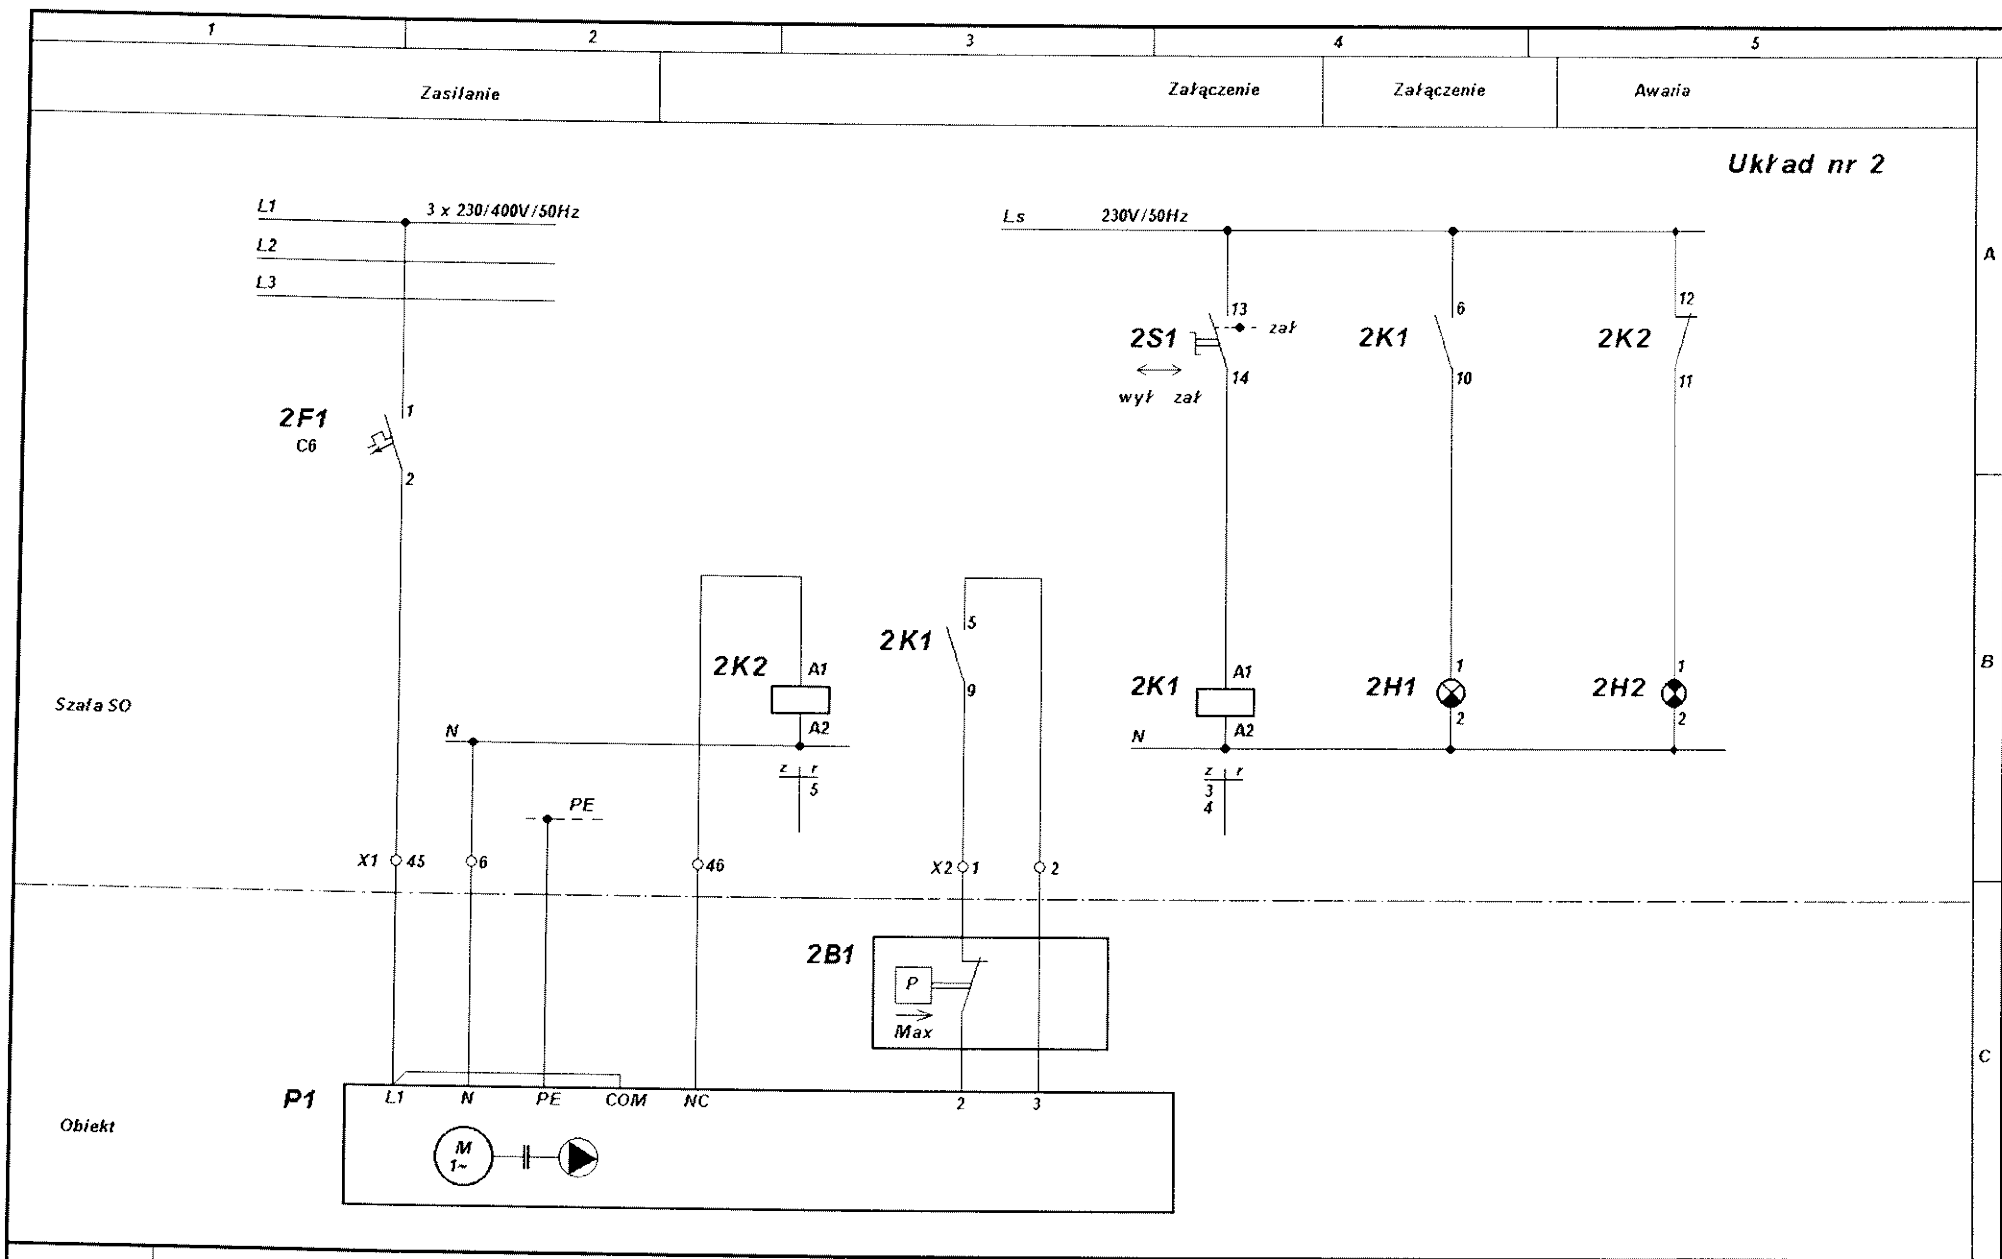 1 2 3 4 5
Zasilanie Załączenie Załączenie Awaria
Układ nr 2
L1 3 x 230/400V/50Hz
L2
L3
Ls 230V/50Hz
A
13 6 12
2S1 zał 2K1 2K2
14 10 11
wył zał
2F1 1
C6
2
5
2K1
9
2K2 A1
A2
2K1 A1
A2
2H1 1
2
2H2 1
2
B
Szafa SO
N
N
z r
5
z r
3
4
PE
X1 45 6 46 X2 1 2
2B1
P
Max
C
P1 L1 N PE COM NC 2 3
Obiekt
M
1~